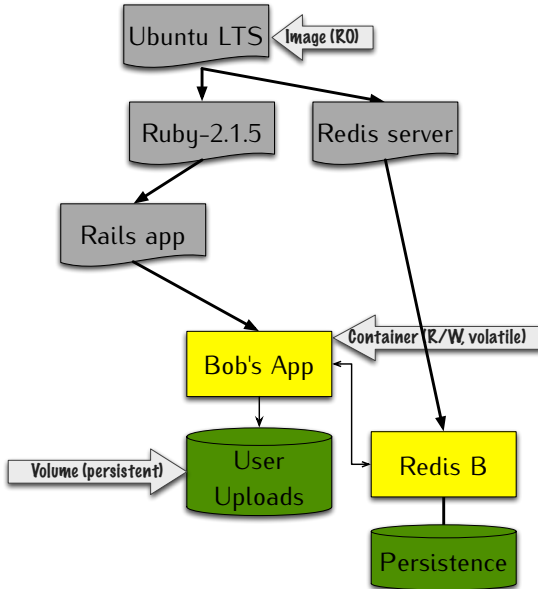 Ubuntu LTS
Image (RO)
Ruby-2.1.5
Redis server
Rails app
Container (R/W, volatile)
Bob's App
Volume (persistent)
User
Uploads
Redis B
Persistence